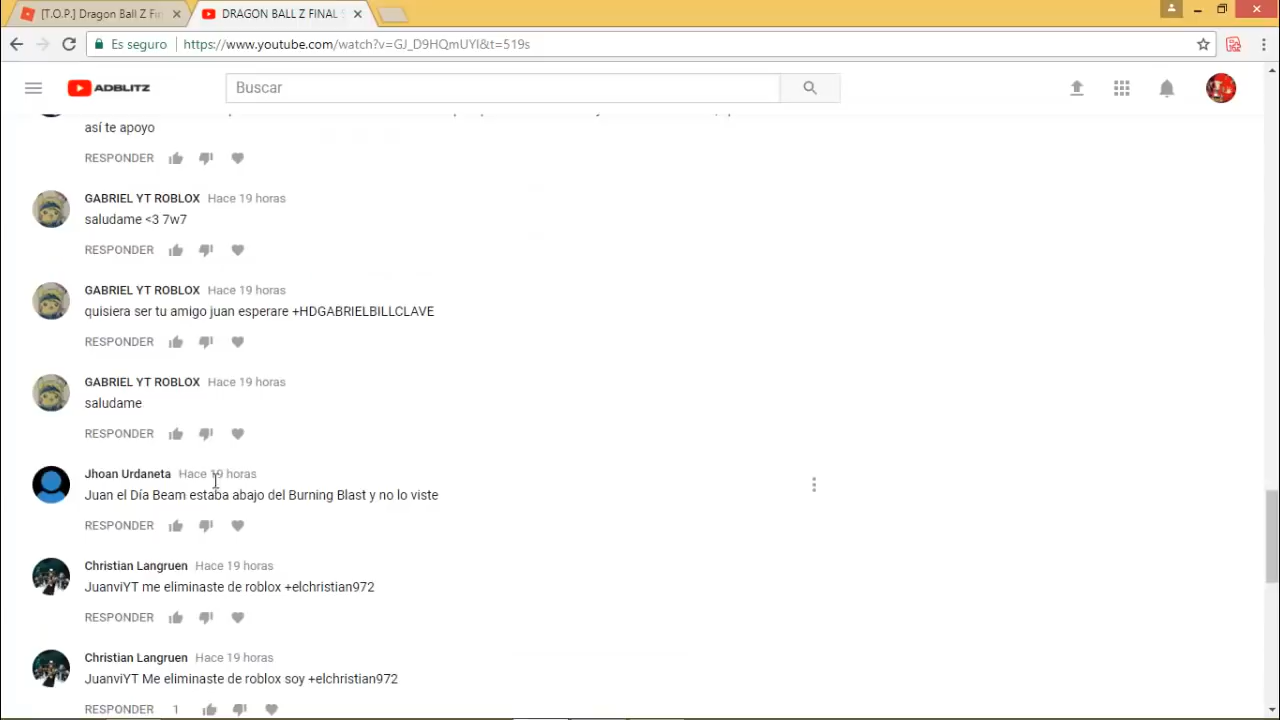 [T.O.P.] Dragon Ball Z Fi
DRAGON BALL Z FINAL
Es seguro
https://www.youtube.com/watch?v=GJ_D9HQmUYI&t=519s
ADBLITZ
Buscar
así te apoyo
RESPONDER
GABRIEL YT ROBLOX Hace 19 horas
saludame <3 7w7
RESPONDER
GABRIEL YT ROBLOX Hace 19 horas
quisiera ser tu amigo juan esperare +HDGABRIELBILLCLAVE
RESPONDER
GABRIEL YT ROBLOX Hace 19 horas
saludame
RESPONDER
Jhoan Urdaneta Hace 19 horas
Juan el Día Beam estaba abajo del Burning Blast y no lo viste
RESPONDER
Christian Langruen Hace 19 horas
JuanviYT me eliminaste de roblox +elchristian972
RESPONDER
Christian Langruen Hace 19 horas
JuanviYT Me eliminaste de roblox soy +elchristian972
RESPONDER 1